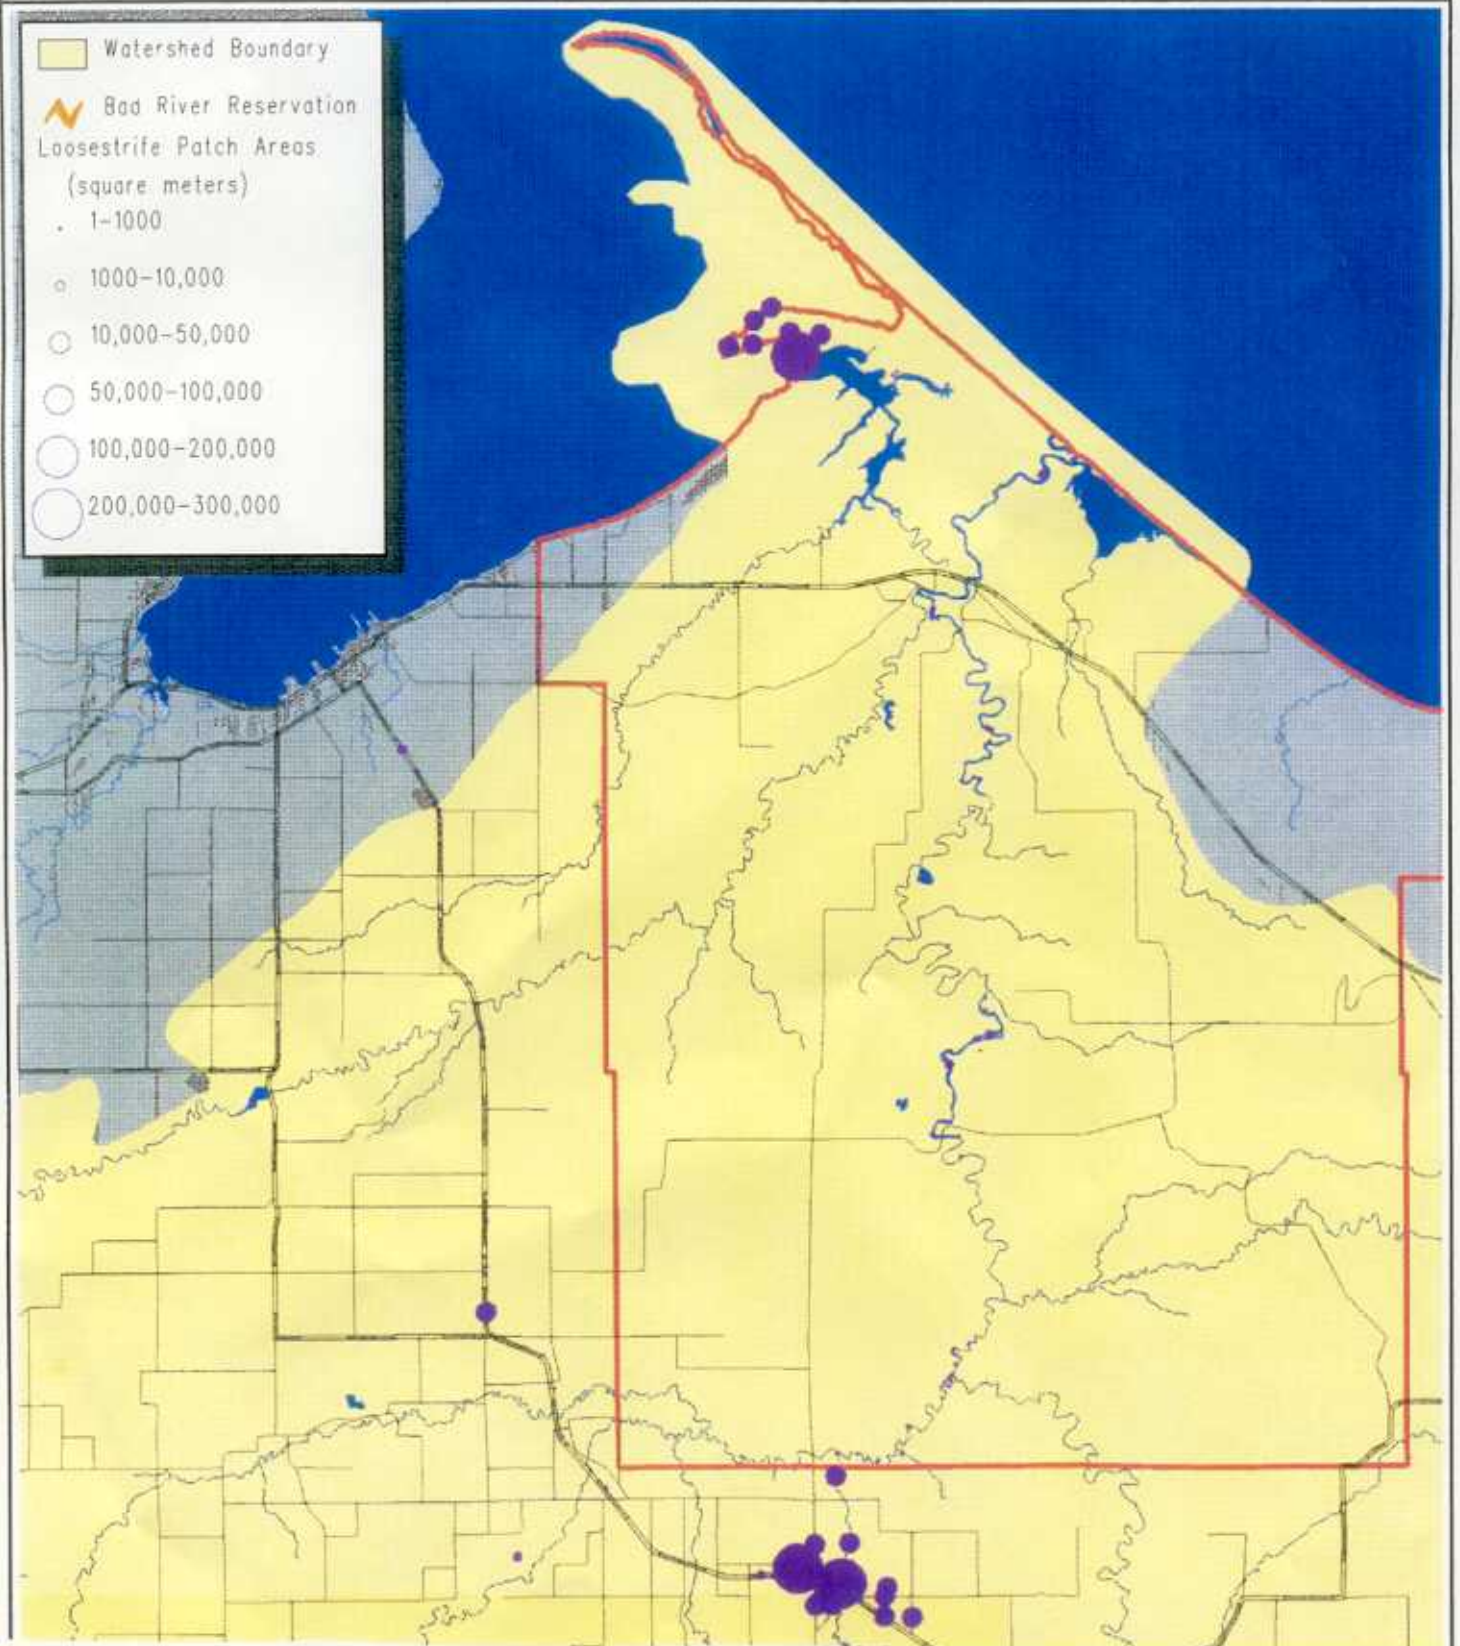 Watershed Boundary
Bad River Reservation
Loosestrife Patch Areas
(square meters)
1-1000
1000-10,000
10,000-50,000
50,000-100,000
100,000-200,000
200,000-300,000